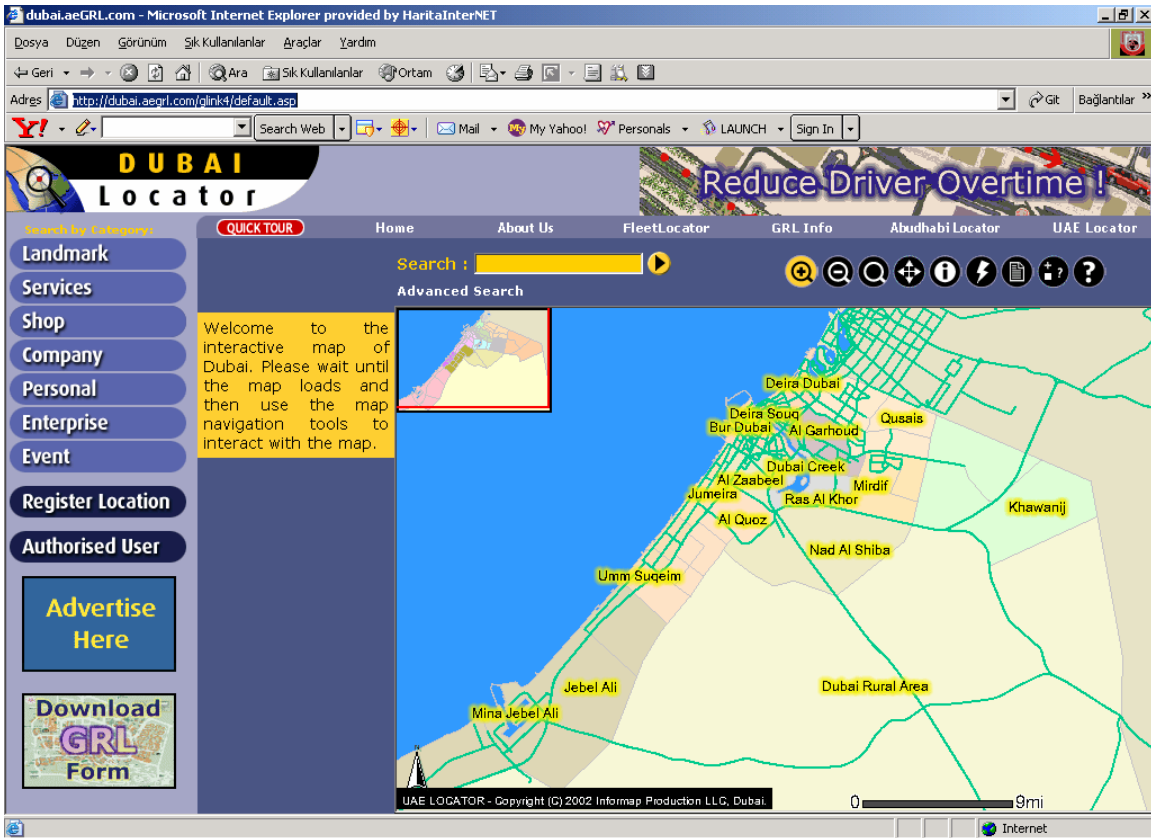 dubai.aeGRL.com - Microsoft Internet Explorer provided by HaritaInterNET
Dosya Düzen Görünüm Sık Kullanılanlar Araçlar Yardım
Geri Ara Sık Kullanılanlar Ortam
Adres http://dubai.aegrl.com/glink4/default.asp Git Bağlantılar »
Y! Search Web Mail My Yahoo! Personals LAUNCH Sign In
DUBAI
Locator
Reduce Driver Overtime !
Search by Category:
QUICK TOUR Home About Us FleetLocator GRL Info Abudhabi Locator UAE Locator
Landmark
Services
Shop
Company
Personal
Enterprise
Event
Register Location
Authorised User
Advertise
Here
Download
GRL
Form
Search :
Advanced Search
Welcome to the
interactive map of
Dubai. Please wait until
the map loads and
then use the map
navigation tools to
interact with the map.
Deira Dubai
Deira Souq
Qusais
Bur Dubai
Al Garhoud
Dubai Creek
Al Zaabeel
Mirdif
Jumeira
Ras Al Khor
Khawanij
Al Quoz
Nad Al Shiba
Umm Suqeim
Jebel Ali
Dubai Rural Area
Mina Jebel Ali
N
UAE LOCATOR - Copyright (C) 2002 Informap Production LLC, Dubai.
0 9mi
Internet